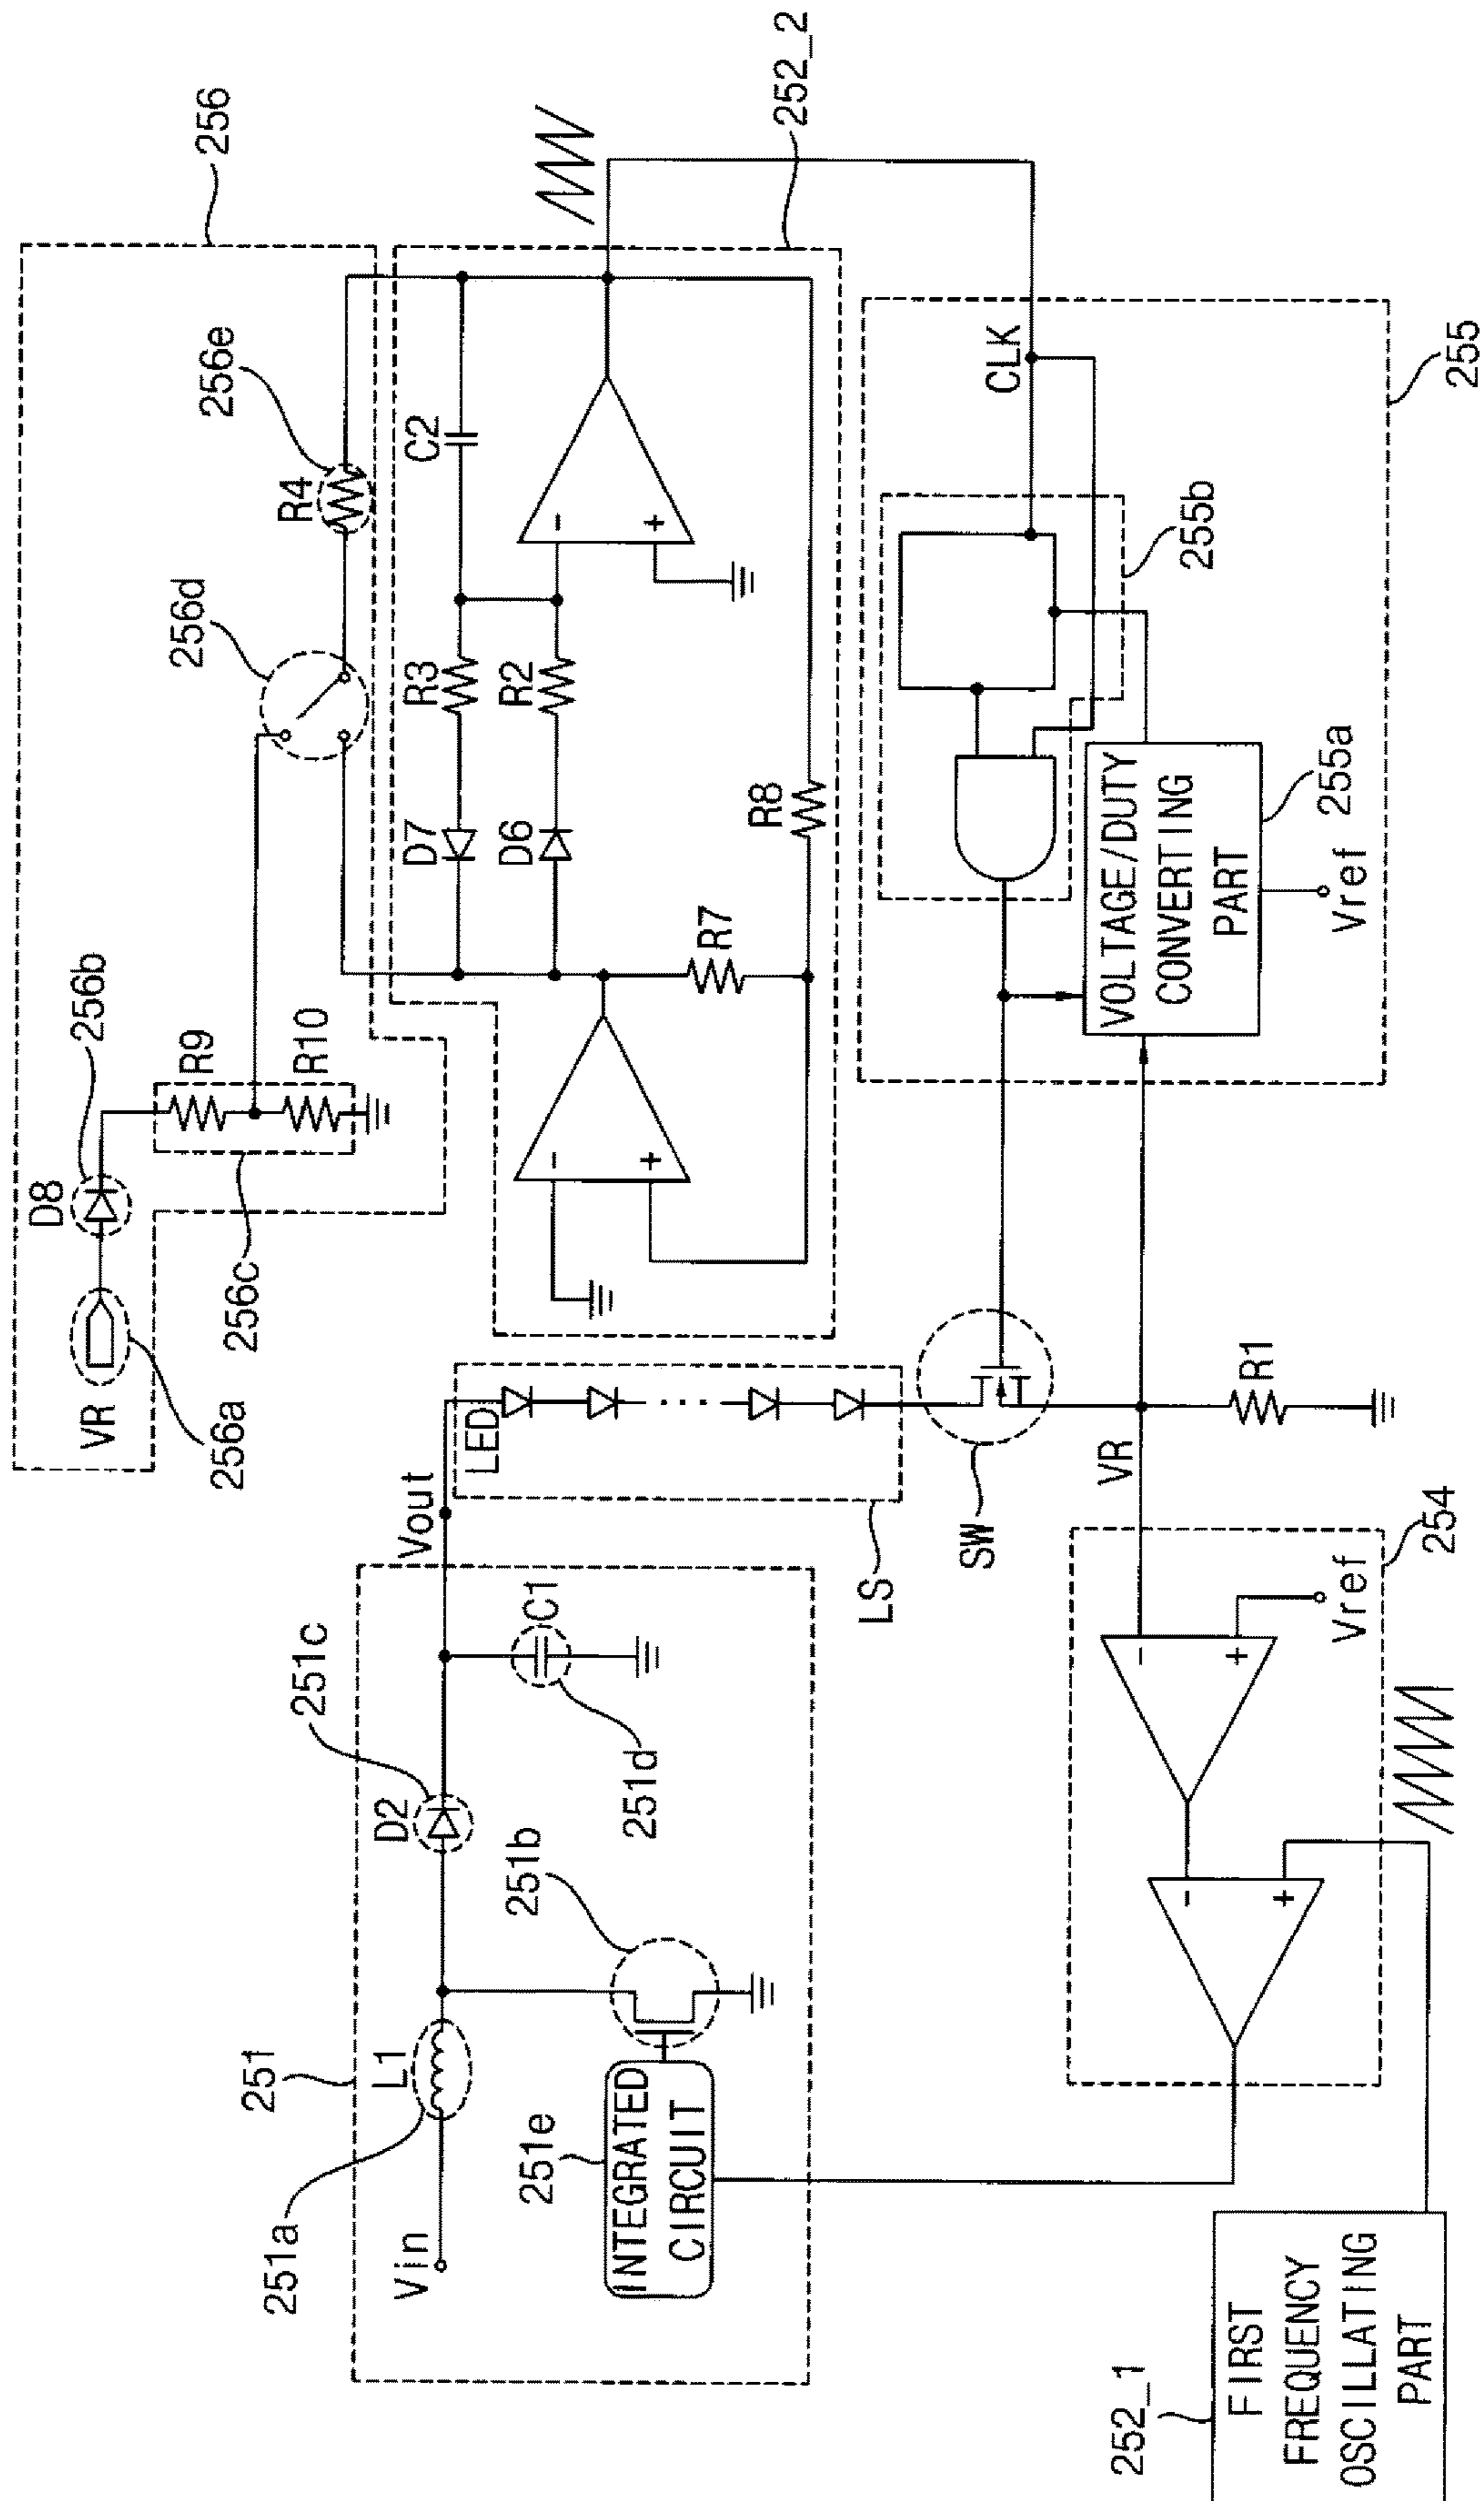 256
VR
256a
D8
256b
R9
R10
256c
256d
R4
256e
252_2
C2
R3
R2
D7
D6
R7
R8
-
+
-
+
251
251a
L1
Vin
D2
251c
251b
251e
INTEGRATED
CIRCUIT
C1
251d
Vout
LED
LS
SW
VR
R1
CLK
255
255b
255a
VOLTAGE/DUTY
CONVERTING
PART
Vref
254
Vref
-
+
-
+
252_1
FIRST
FREQUENCY
OSCILLATING
PART